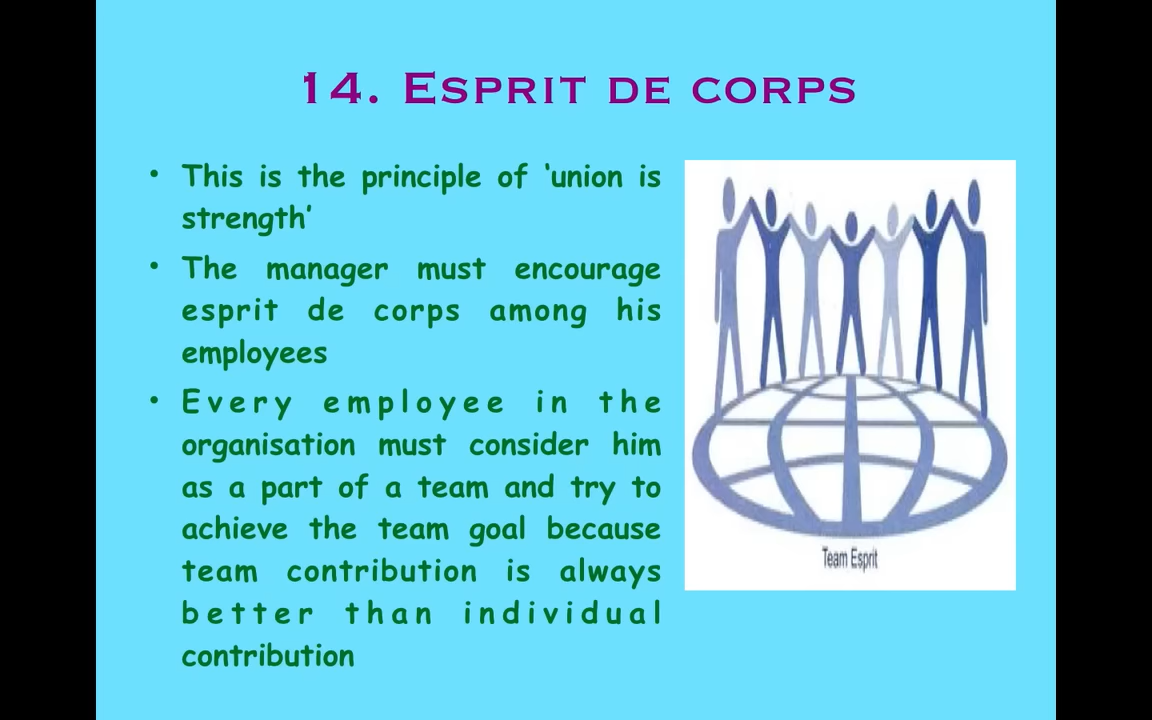 14. Esprit de corps
• This is the principle of ‘union is
strength’
• The manager must encourage
esprit de corps among his
employees
• Every employee in the
organisation must consider him
as a part of a team and try to
achieve the team goal because
team contribution is always
better than individual
contribution
Team Esprit